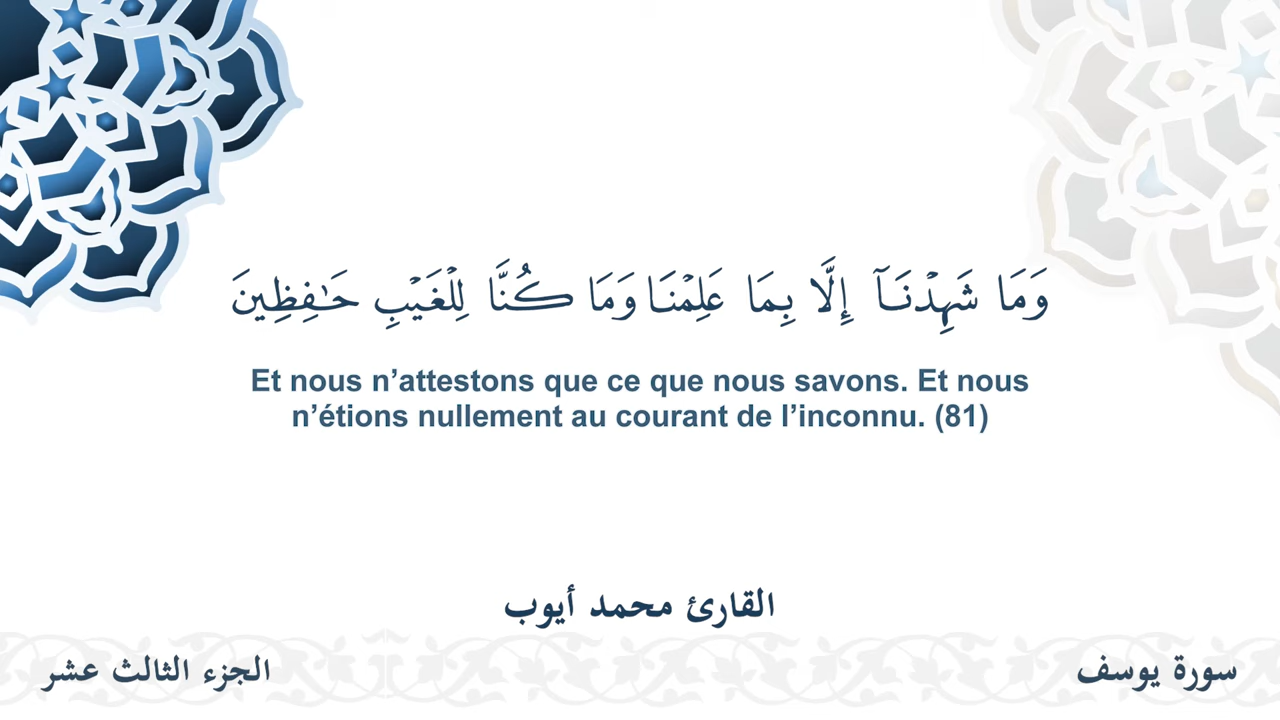 وَمَا شَهِدْنَآ إِلَّا بِمَا عَلِمْنَا وَمَا كُنَّا لِلْغَيْبِ حَـٰفِظِينَ
Et nous n’attestons que ce que nous savons. Et nous
n’étions nullement au courant de l’inconnu. (81)
القارئ محمد أيوب
سورة يوسف
الجزء الثالث عشر